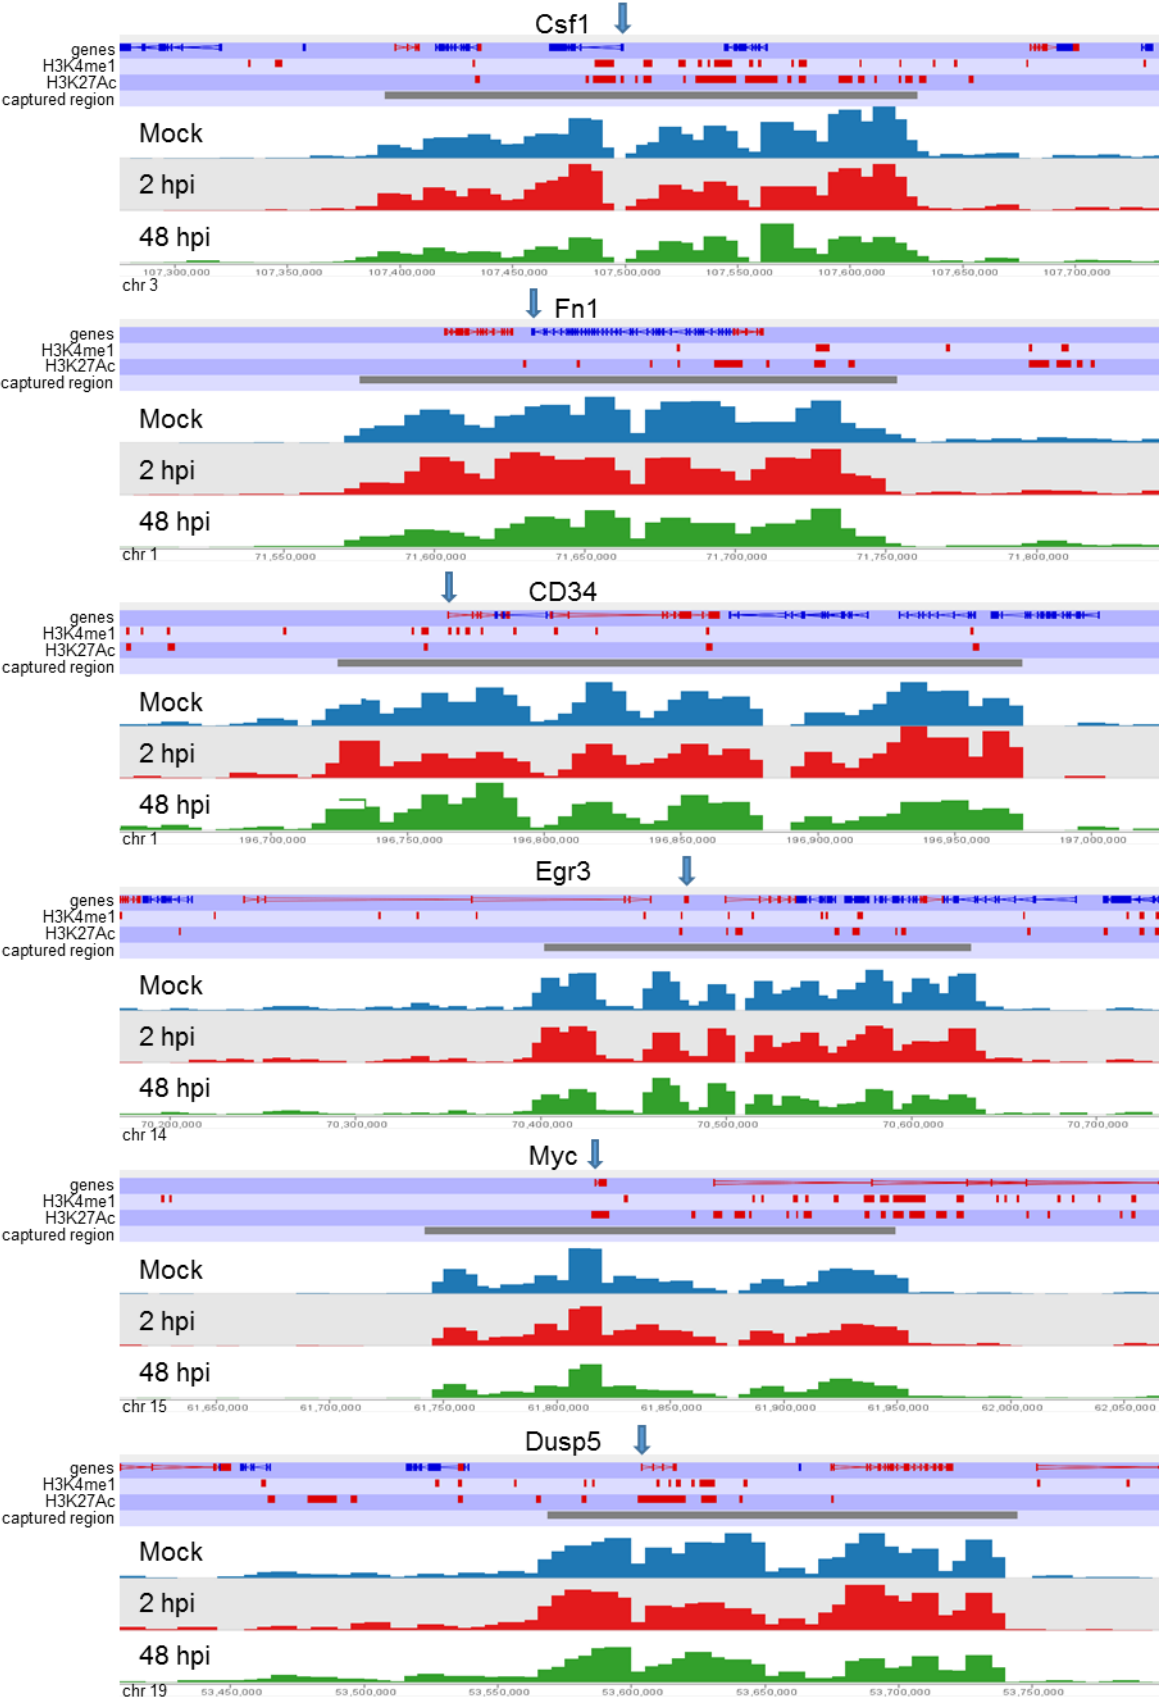 Csf1
genes
H3K4me1
H3K27Ac
captured region
Mock
2 hpi
48 hpi
107,300,000 107,350,000 107,400,000 107,450,000 107,500,000 107,550,000 107,600,000 107,650,000 107,700,000
chr 3
Fn1
genes
H3K4me1
H3K27Ac
captured region
Mock
2 hpi
48 hpi
chr 1 71,550,000 71,600,000 71,650,000 71,700,000 71,750,000 71,800,000
CD34
genes
H3K4me1
H3K27Ac
captured region
Mock
2 hpi
48 hpi
chr 1 196,700,000 196,750,000 196,800,000 196,850,000 196,900,000 196,950,000 197,000,000
Egr3
genes
H3K4me1
H3K27Ac
captured region
Mock
2 hpi
48 hpi
70,200,000 70,300,000 70,400,000 70,500,000 70,600,000 70,700,000
chr 14
Myc
genes
H3K4me1
H3K27Ac
captured region
Mock
2 hpi
48 hpi
chr 15 61,650,000 61,700,000 61,750,000 61,800,000 61,850,000 61,900,000 61,950,000 62,000,000 62,050,000
Dusp5
genes
H3K4me1
H3K27Ac
captured region
Mock
2 hpi
48 hpi
chr 19 53,450,000 53,500,000 53,550,000 53,600,000 53,650,000 53,700,000 53,750,000